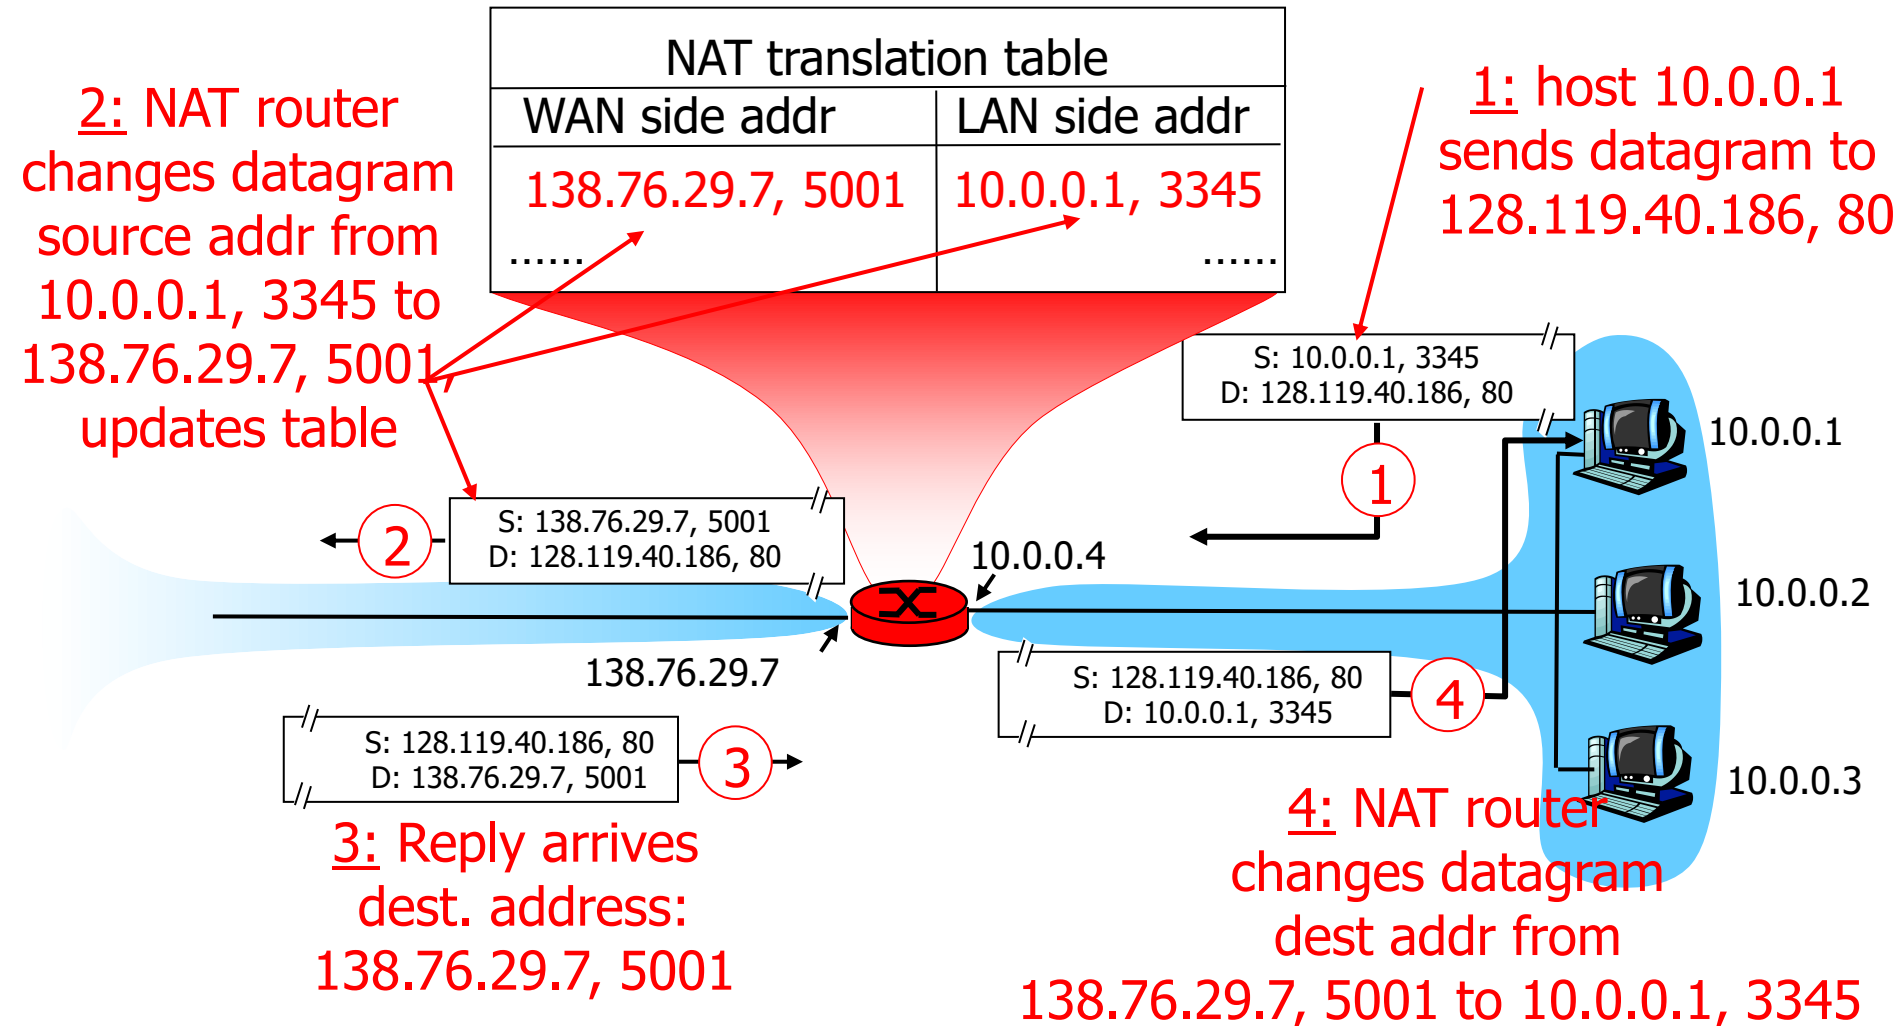 NAT translation table
WAN side addr
LAN side addr
138.76.29.7, 5001
10.0.0.1, 3345
......
......
2: NAT router
changes datagram
source addr from
10.0.0.1, 3345 to
138.76.29.7, 5001,
updates table
1: host 10.0.0.1
sends datagram to
128.119.40.186, 80
S: 10.0.0.1, 3345
D: 128.119.40.186, 80
1
10.0.0.1
S: 138.76.29.7, 5001
D: 128.119.40.186, 80
2
10.0.0.4
10.0.0.2
138.76.29.7
S: 128.119.40.186, 80
D: 10.0.0.1, 3345
4
S: 128.119.40.186, 80
D: 138.76.29.7, 5001
3
10.0.0.3
3: Reply arrives
dest. address:
138.76.29.7, 5001
4: NAT router
changes datagram
dest addr from
138.76.29.7, 5001 to 10.0.0.1, 3345